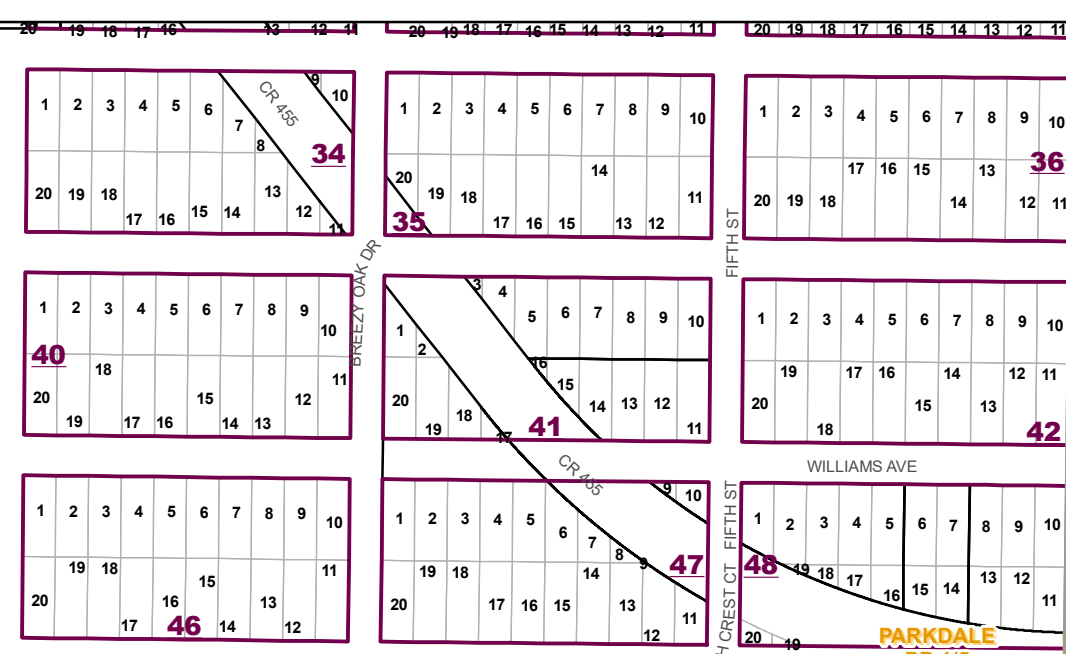 20 19 18 17 16 13 12 11
20 19 18 17 16 15 14 13 12 11
20 19 18 17 16 15 14 13 12 11
1 2 3 4 5 6 7 8 9 10
CR 455
34
20 19 18 17 16 15 14 13 12 11
1 2 3 4 5 6 7 8 9 10
20 19 18 17 16 15 14 13 12 11
35
1 2 3 4 5 6 7 8 9 10
36
20 19 18 17 16 15 14 13 12 11
BREEZY OAK DR
FIFTH ST
1 2 3 4 5 6 7 8 9 10
40
20 19 18 17 16 15 14 13 12 11
1 2 3 4 5 6 7 8 9 10
20 19 18 17 16 15 14 13 12 11
41
1 2 3 4 5 6 7 8 9 10
20 19 18 17 16 15 14 13 12 11
42
CR 455
WILLIAMS AVE
FIFTH ST
1 2 3 4 5 6 7 8 9 10
20 19 18 17 16 15 14 13 12 11
46
1 2 3 4 5 6 7 8 9 9 10
47
20 19 18 17 16 15 14 13 12 11
H CREST CT
1 2 3 4 5 6 7 8 9 10
48
19 18 17 16 15 14 13 12 11
20 19
PARKDALE